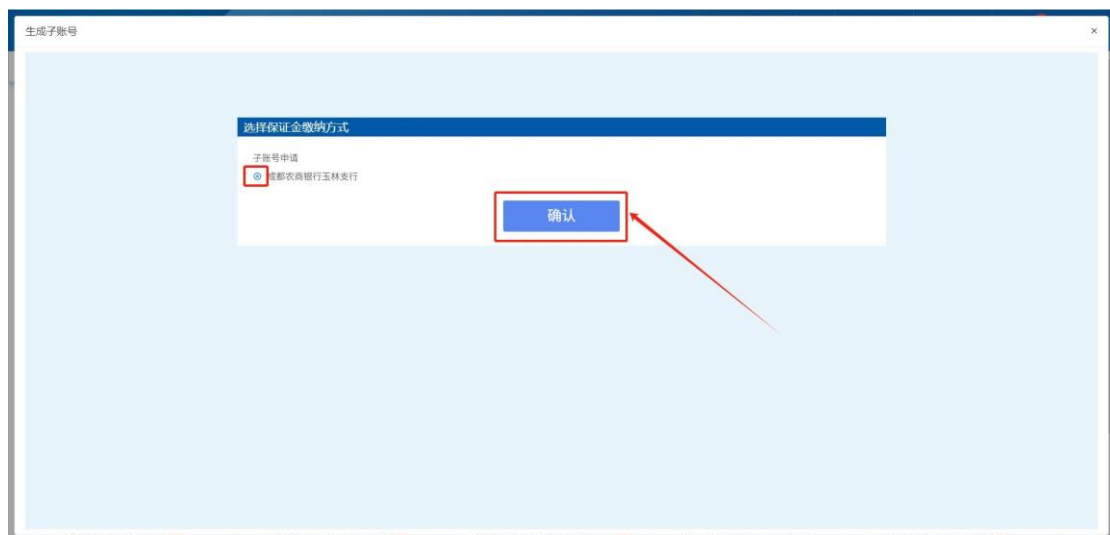 生成子账号
×
选择保证金缴纳方式
子账号申请
成都农商银行玉林支行
确认